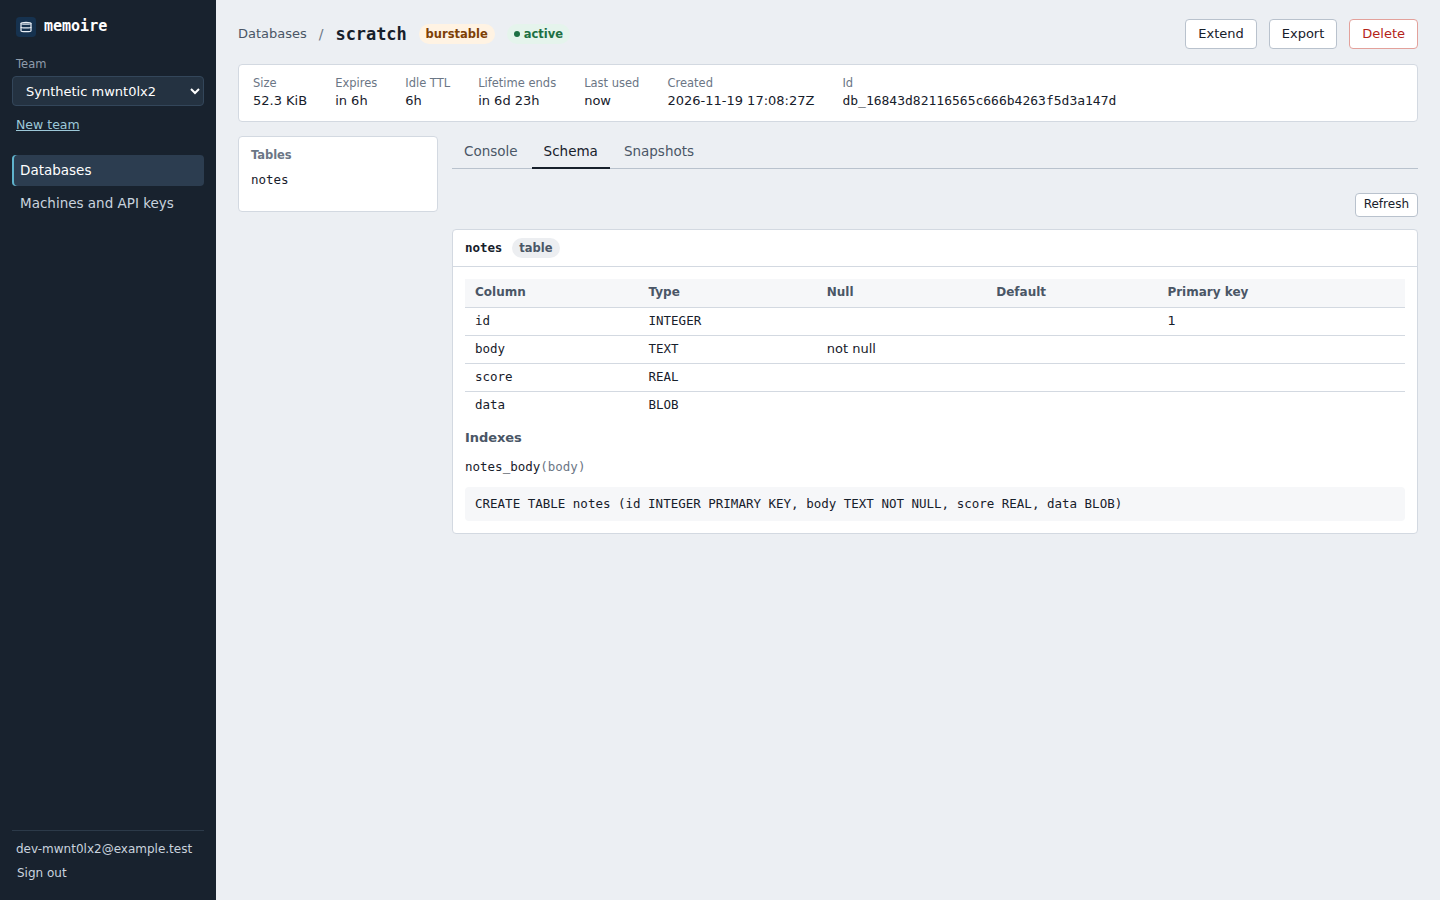 memoire
Team
Synthetic mwnt0lx2
New team
Databases
Machines and API keys
dev-mwnt0lx2@example.test
Sign out
Databases / scratch burstable active
Extend Export Delete
Size Expires Idle TTL Lifetime ends Last used Created Id
52.3 KiB in 6h 6h in 6d 23h now 2026-11-19 17:08:27Z db_16843d82116565c666b4263f5d3a147d
Tables
notes
Console Schema Snapshots
Refresh
notes table
Column Type Null Default Primary key
id INTEGER 1
body TEXT not null
score REAL
data BLOB
Indexes
notes_body(body)
CREATE TABLE notes (id INTEGER PRIMARY KEY, body TEXT NOT NULL, score REAL, data BLOB)